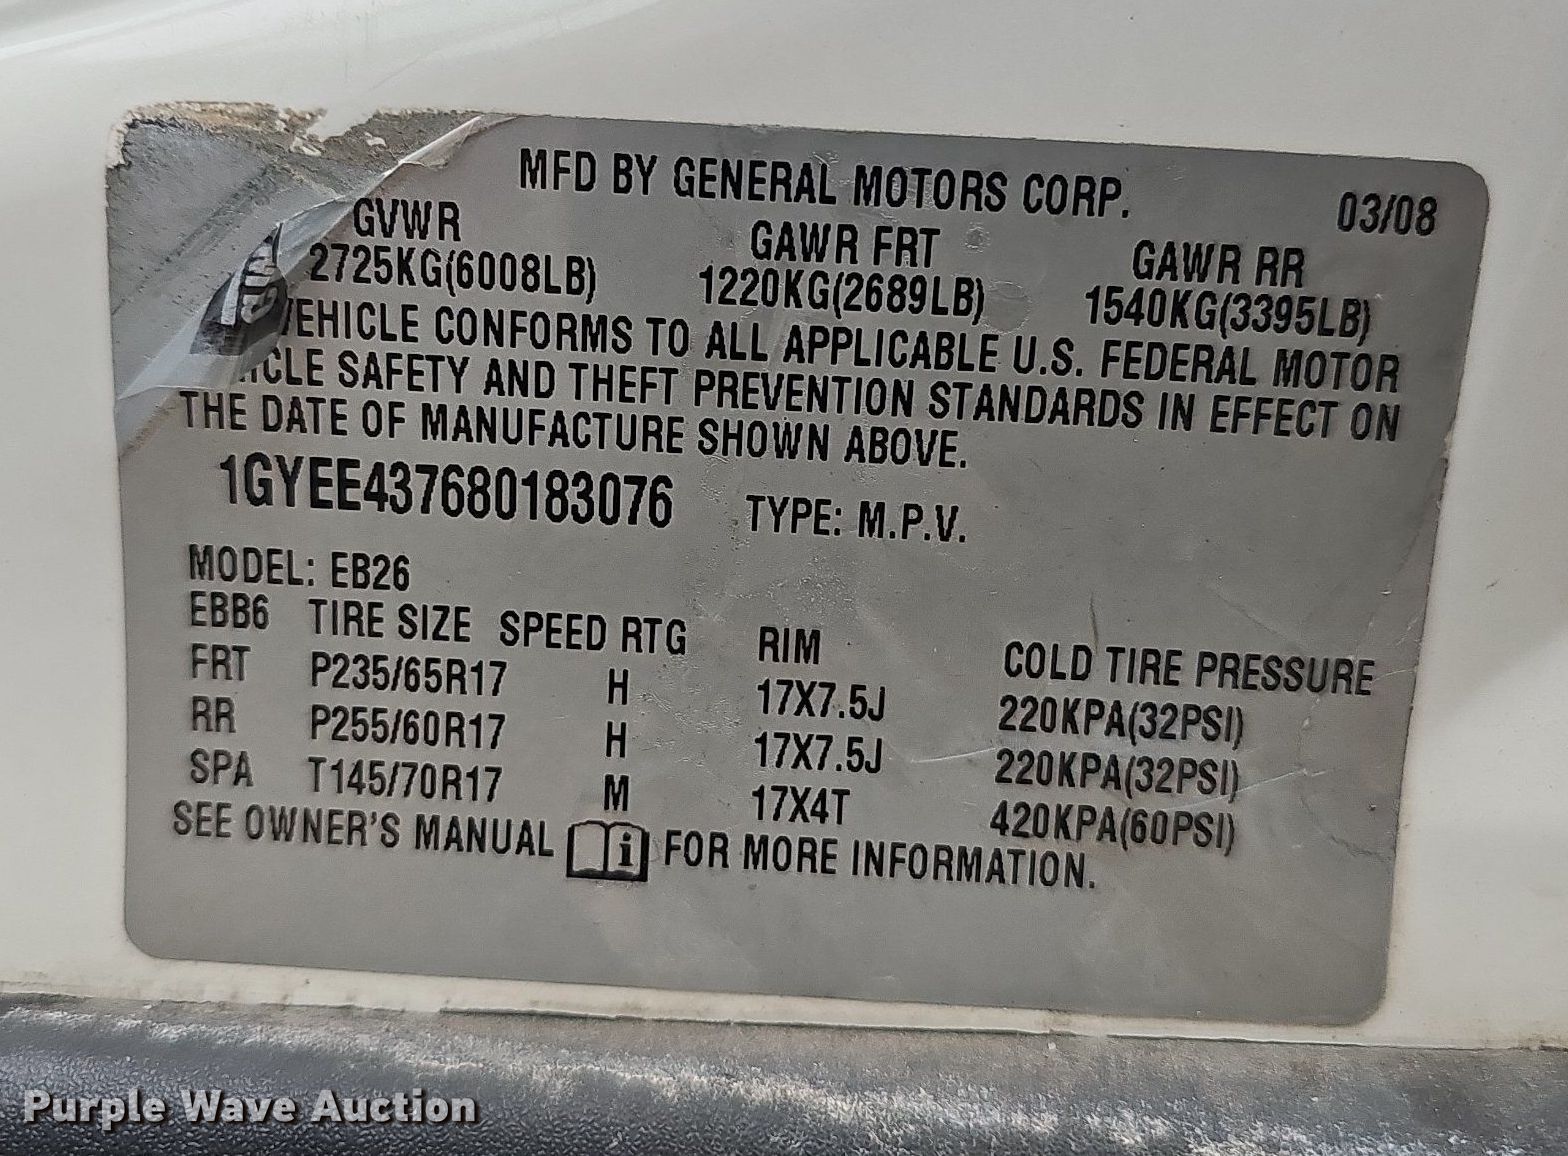 MFD BY GENERAL MOTORS CORP. 03/08
GVWR GAWR FRT GAWR RR
2725KG(6008LB) 1220KG(2689LB) 1540KG(3395LB)
EHICLE CONFORMS TO ALL APPLICABLE U.S. FEDERAL MOTOR
ICLE SAFETY AND THEFT PREVENTION STANDARDS IN EFFECT ON
THE DATE OF MANUFACTURE SHOWN ABOVE.
1GYEE437680183076 TYPE: M.P.V.
MODEL: EB26
EBB6 TIRE SIZE SPEED RTG RIM COLD TIRE PRESSURE
FRT P235/65R17 H 17X7.5J 220KPA(32PSI)
RR P255/60R17 H 17X7.5J 220KPA(32PSI)
SPA T145/70R17 M 17X4T 420KPA(60PSI)
SEE OWNER'S MANUAL i FOR MORE INFORMATION.
Purple Wave Auction